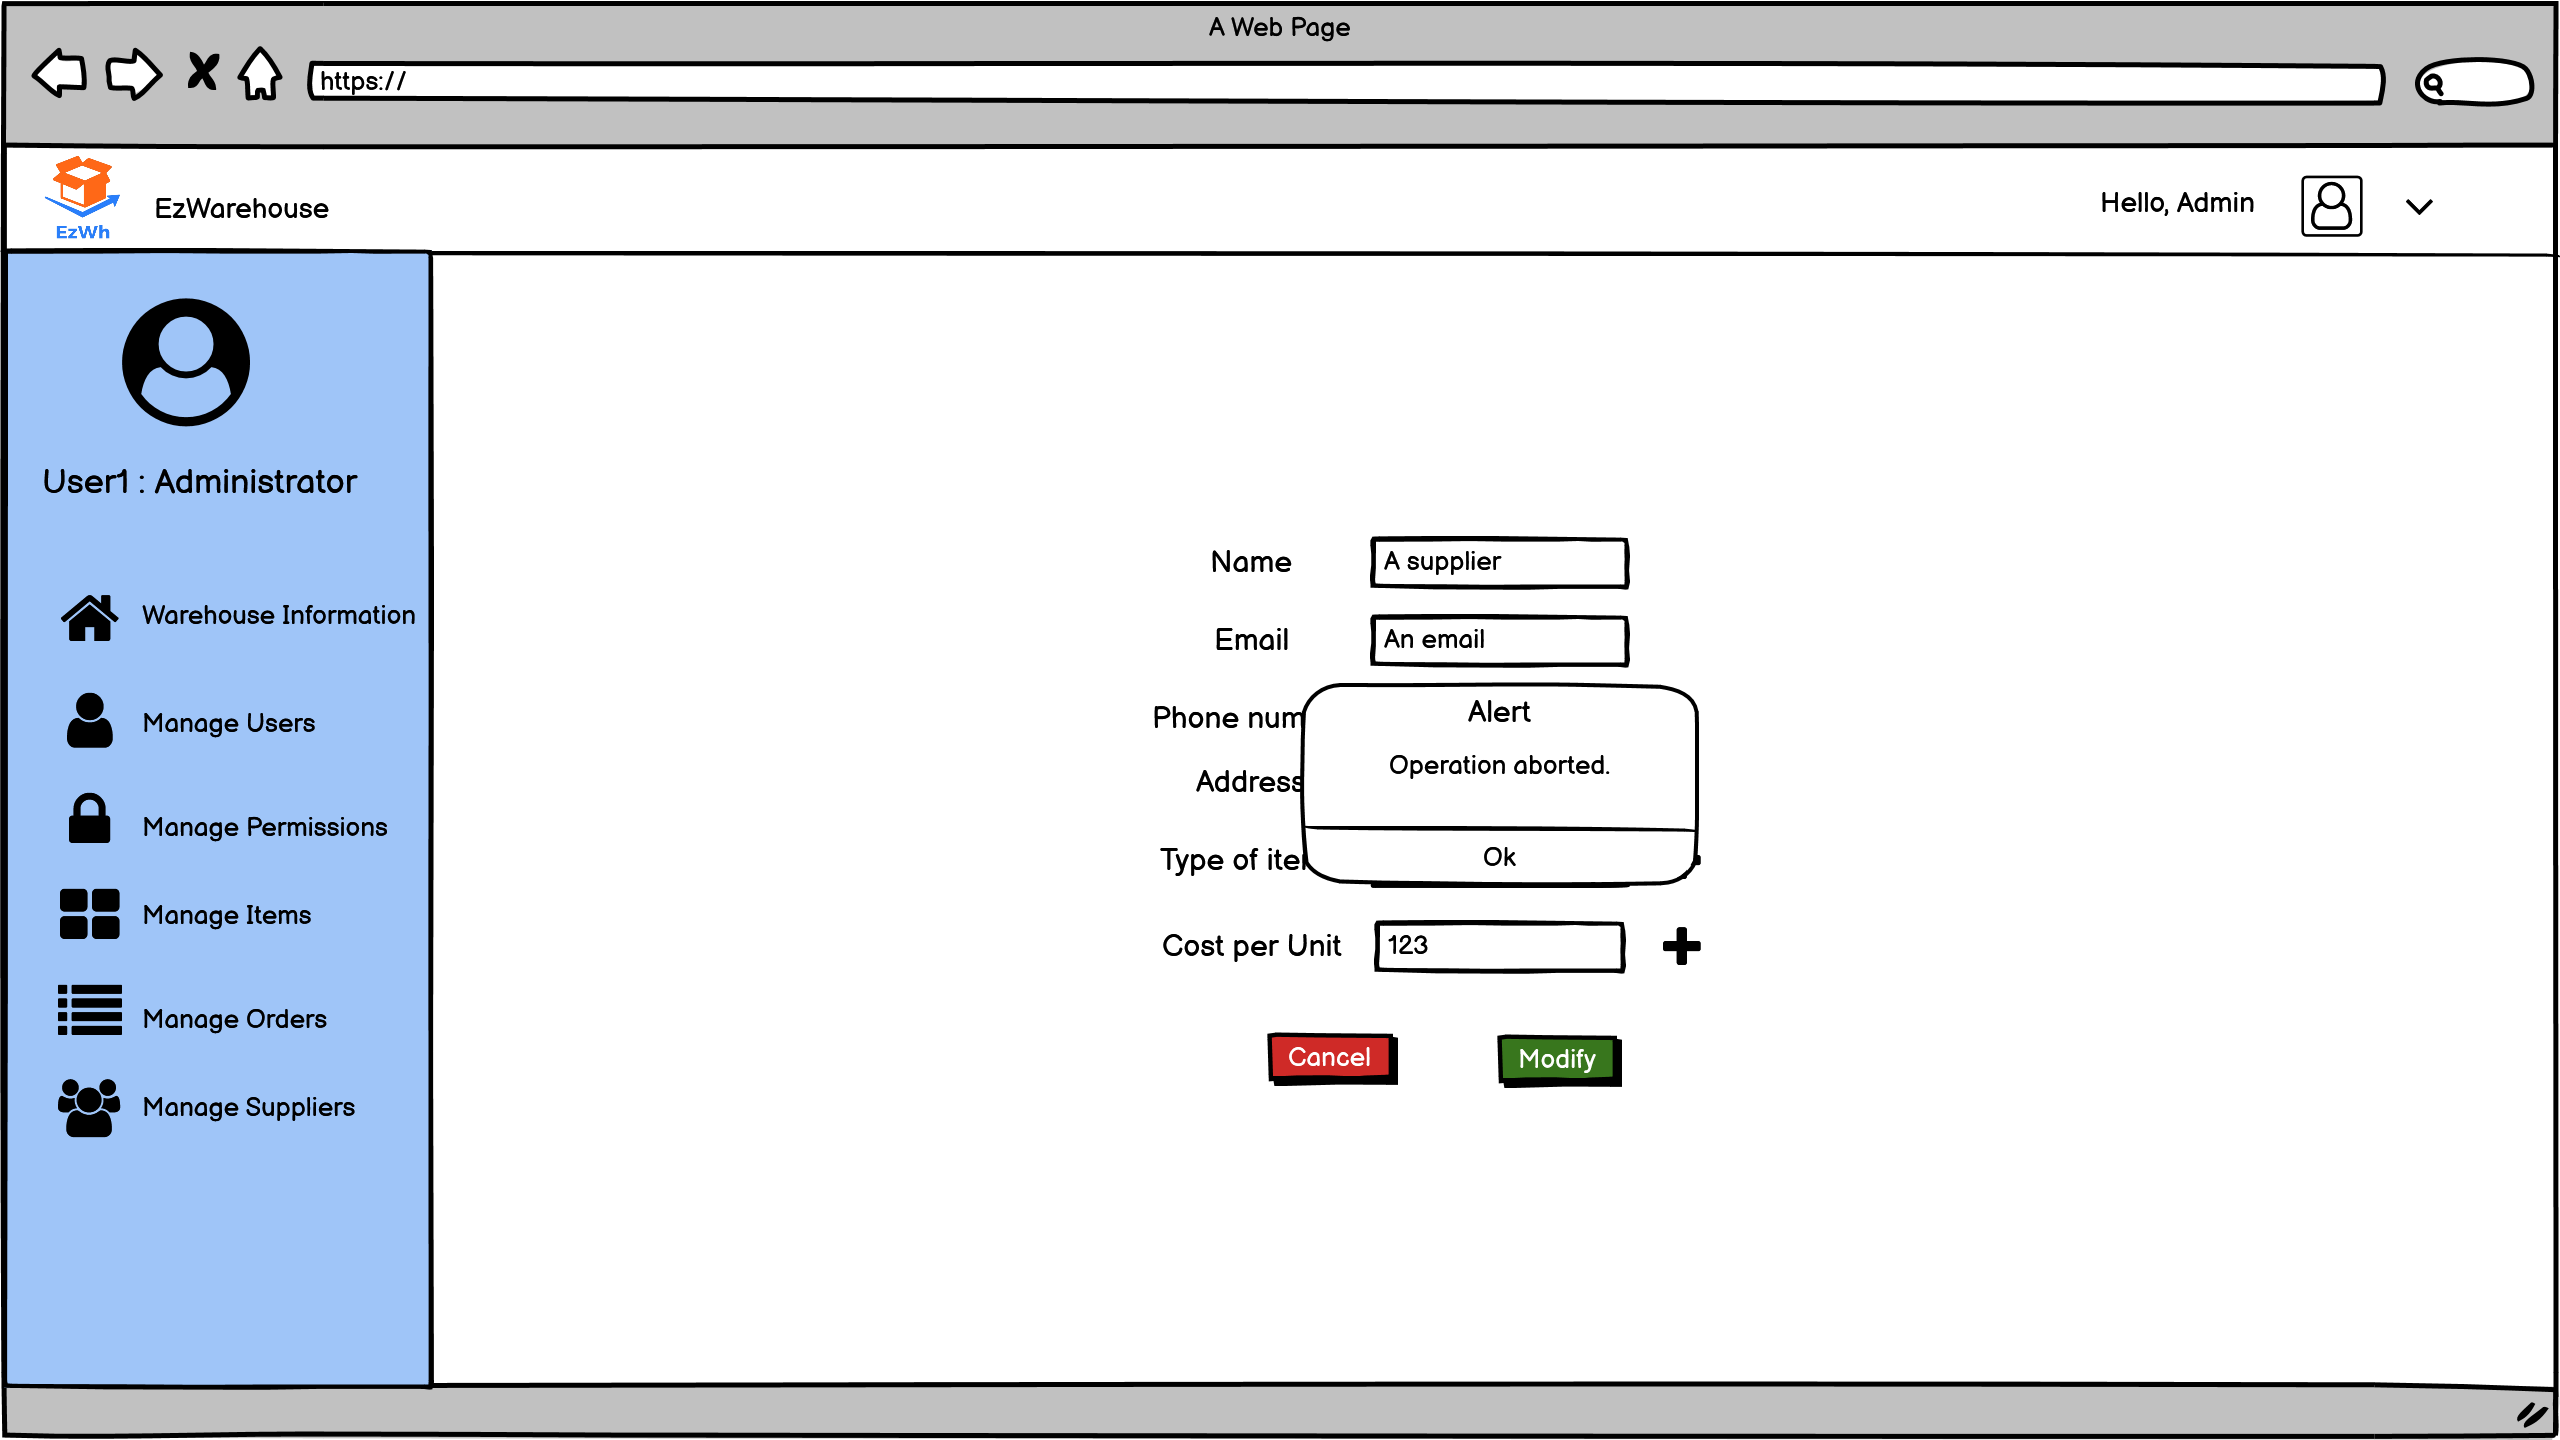 A Web Page
https://
EzWh
EzWarehouse
Hello, Admin
User1 : Administrator
Warehouse Information
Manage Users
Manage Permissions
Manage Items
Manage Orders
Manage Suppliers
Name
A supplier
Email
An email
Phone num
Address
Type of
Alert
Operation aborted.
Ok
Cost per Unit
123
Cancel
Modify